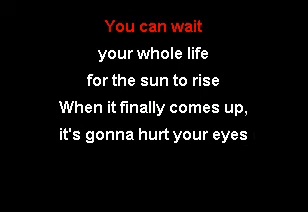 You can wait
your whole life
for the sun to rise
When it finally comes up,
it's gonna hurt your eyes